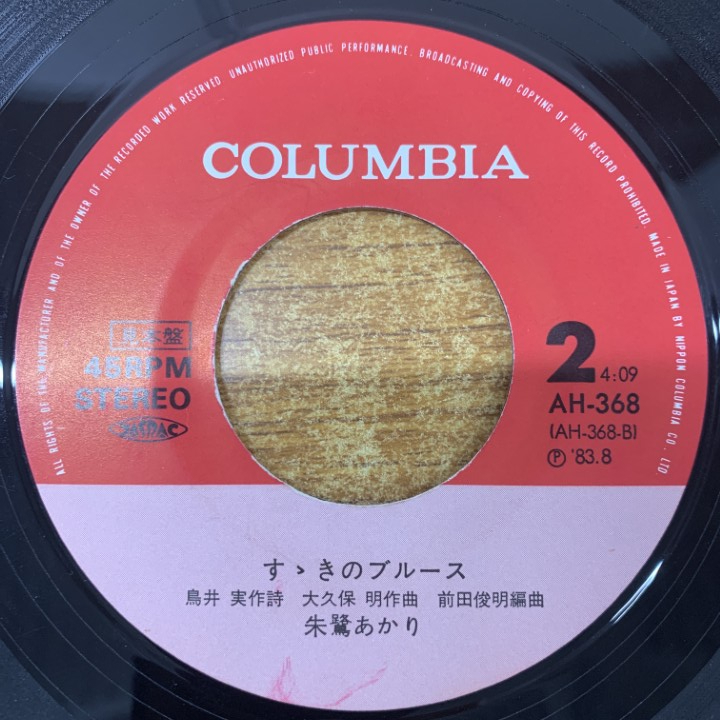 ALL RIGHTS OF THE MANUFACTURER AND OF THE OWNER OF THE RECORDED WORK RESERVED. UNAUTHORIZED PUBLIC PERFORMANCE. BROADCASTING AND COPYING OF THIS RECORD PROHIBITED. MADE IN JAPAN BY NIPPON COLUMBIA CO., LTD
COLUMBIA
見本盤
45RPM
STEREO
JASRAC
2 4:09
AH-368
(AH-368-B)
Ⓟ '83.8
すゝきのブルース
鳥井 実作詩 大久保 明作曲 前田俊明編曲
朱鷺あかり